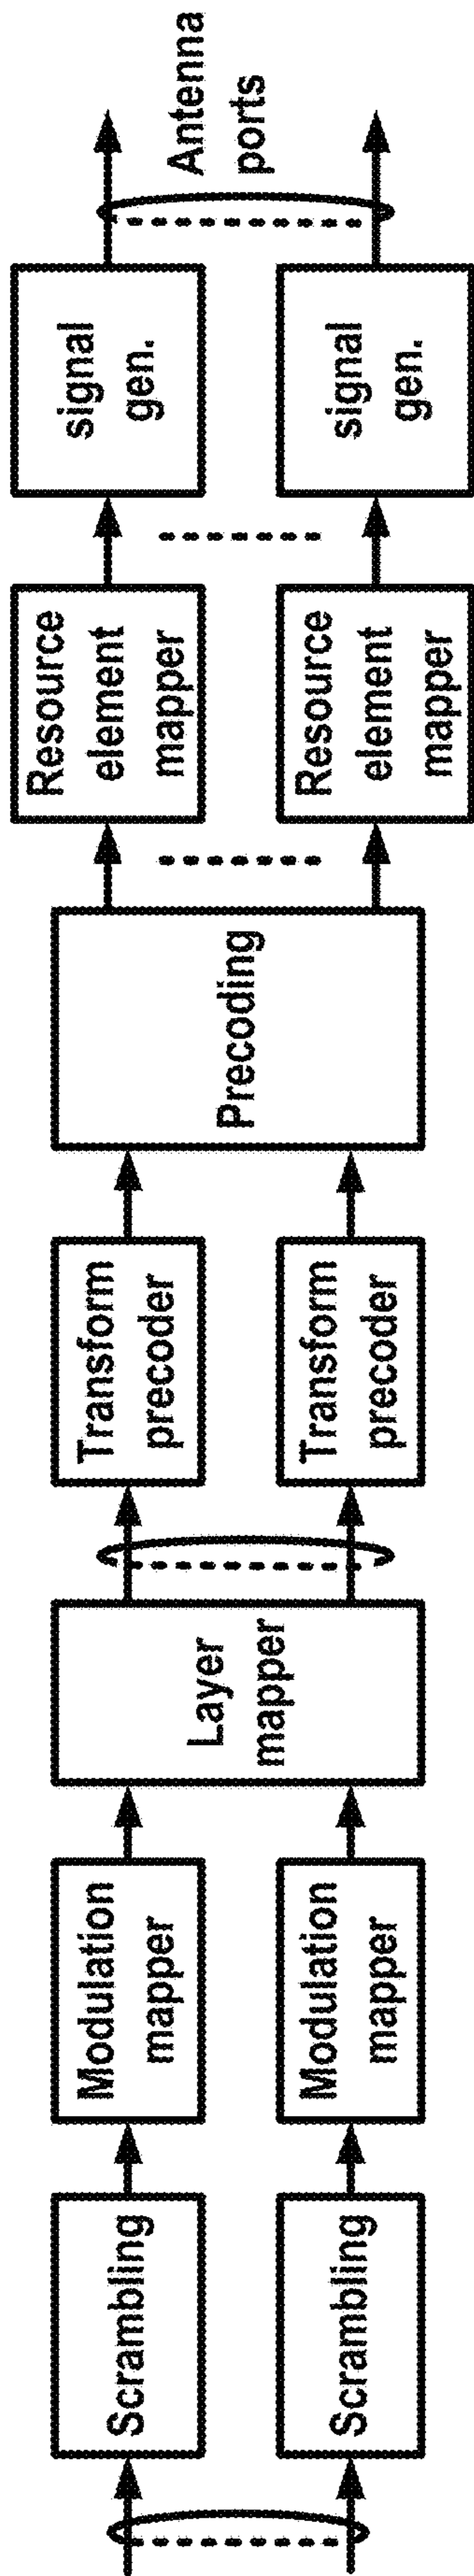 Scrambling
Scrambling
Modulation
mapper
Modulation
mapper
Layer
mapper
Transform
precoder
Transform
precoder
Precoding
Resource
element
mapper
Resource
element
mapper
signal
gen.
signal
gen.
Antenna
ports